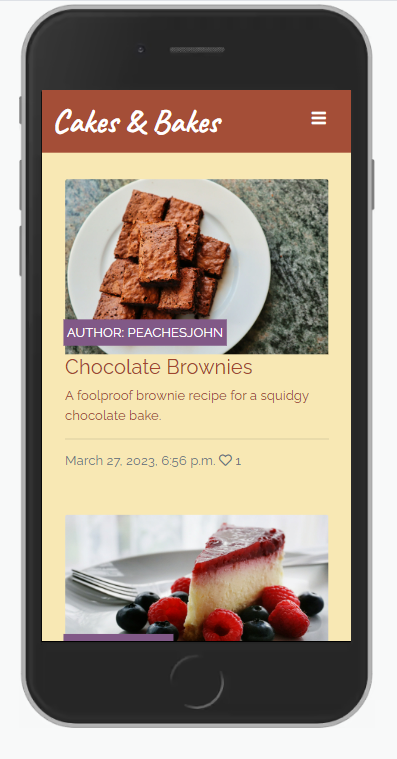 Cakes & Bakes
AUTHOR: PEACHESJOHN
Chocolate Brownies
A foolproof brownie recipe for a squidgy
chocolate bake.
March 27, 2023, 6:56 p.m. 1